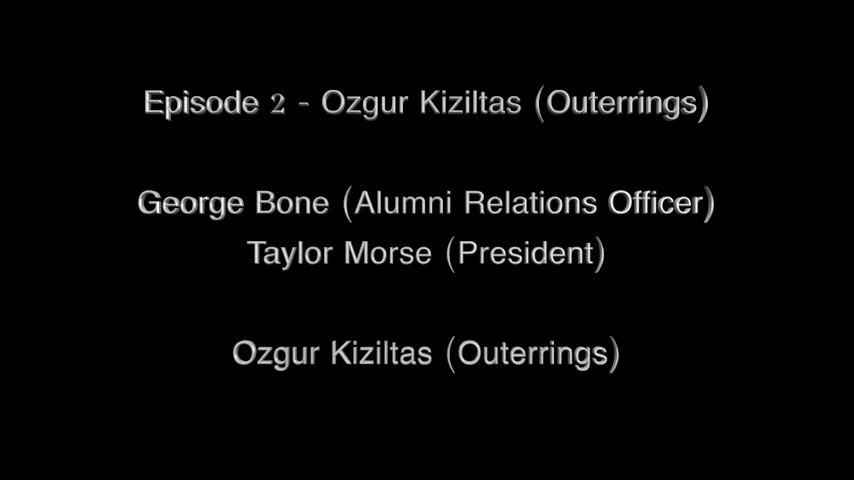 Episode 2 - Ozgur Kiziltas (Outerrings)
George Bone (Alumni Relations Officer)
Taylor Morse (President)
Ozgur Kiziltas (Outerrings)